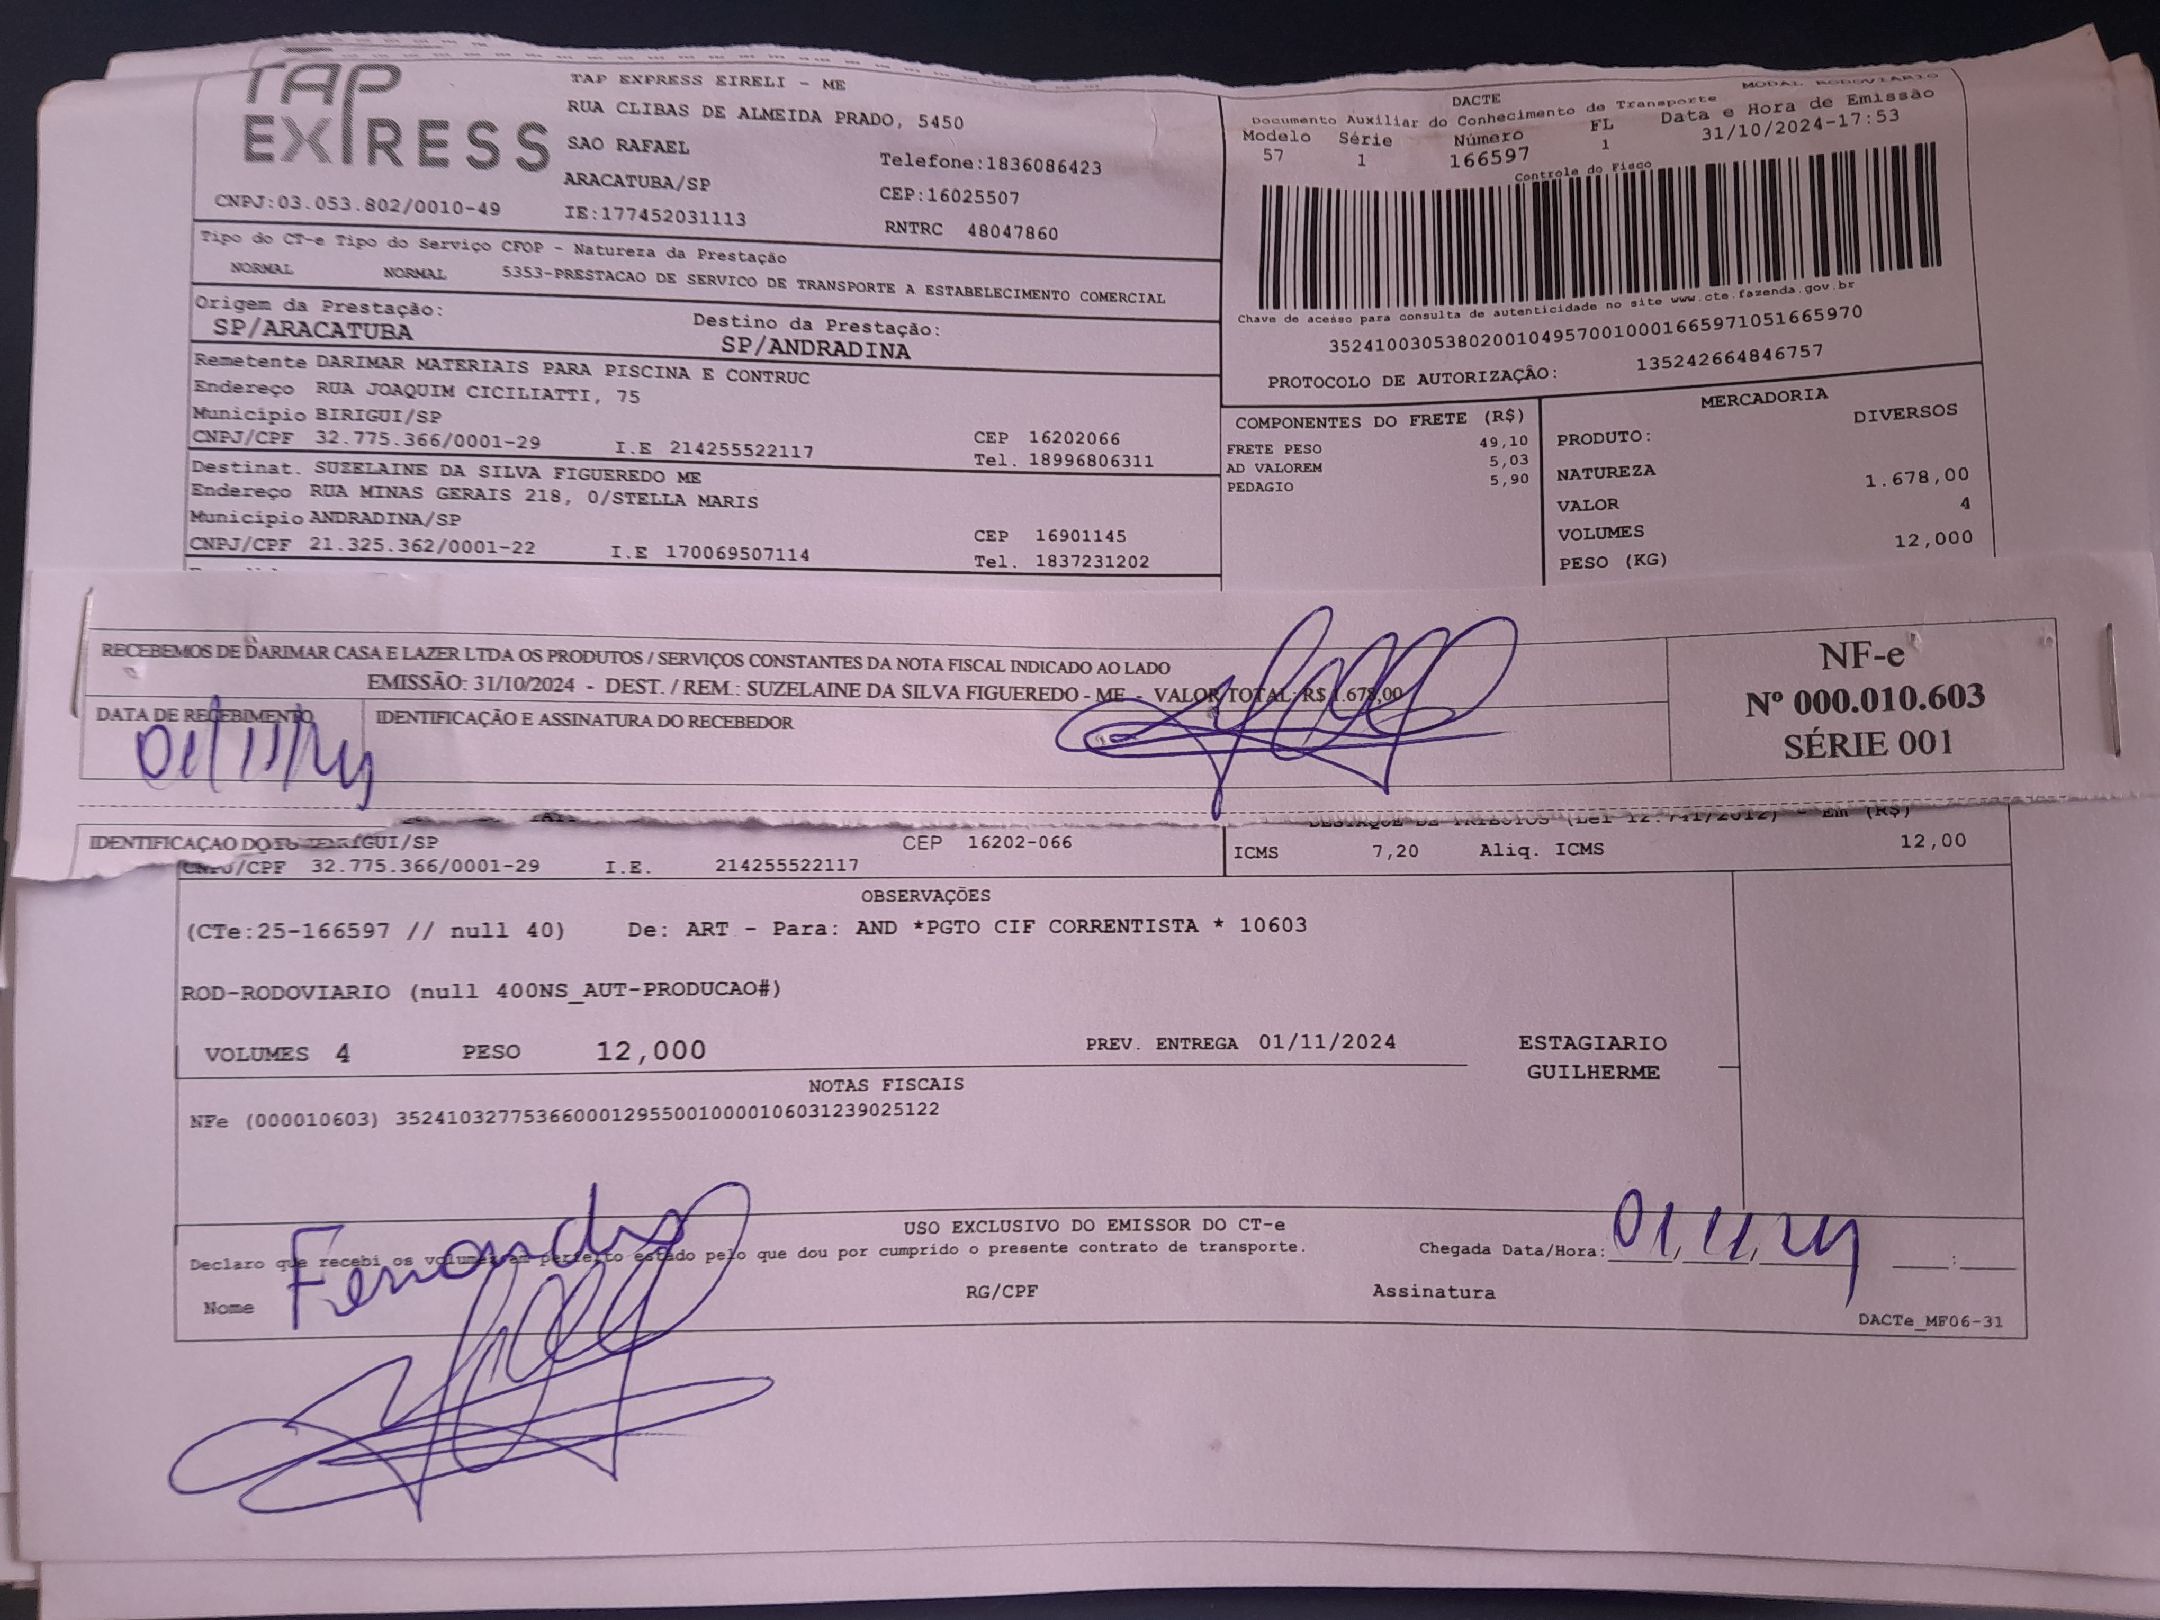 TAP EXPRESS
TAP EXPRESS EIRELI - ME
RUA CLIBAS DE ALMEIDA PRADO, 5450
SAO RAFAEL
Telefone:1836086423
ARACATUBA/SP
CEP:16025507
CNPJ:03.053.802/0010-49
IE:177452031113
RNTRC 48047860
MODAL RODOVIARIO
DACTE
Documento Auxiliar do Conhecimento de Transporte
Modelo Série Número FL Data e Hora de Emissão
57 1 166597 1 31/10/2024-17:53
Controle do Fisco
Chave de acesso para consulta de autenticidade no site www.cte.fazenda.gov.br
35241003053802001049570010001665971051665970
PROTOCOLO DE AUTORIZAÇÃO: 135242664846757
Tipo do CT-e Tipo do Serviço CFOP - Natureza da Prestação
NORMAL NORMAL 5353-PRESTACAO DE SERVICO DE TRANSPORTE A ESTABELECIMENTO COMERCIAL
Origem da Prestação: Destino da Prestação:
SP/ARACATUBA SP/ANDRADINA
Remetente DARIMAR MATERIAIS PARA PISCINA E CONTRUC
Endereço RUA JOAQUIM CICILIATTI, 75
Município BIRIGUI/SP
CEP 16202066
CNPJ/CPF 32.775.366/0001-29 I.E 214255522117 Tel. 18996806311
Destinat. SUZELAINE DA SILVA FIGUEREDO ME
Endereço RUA MINAS GERAIS 218, 0/STELLA MARIS
Município ANDRADINA/SP
CEP 16901145
CNPJ/CPF 21.325.362/0001-22 I.E 170069507114 Tel. 1837231202
COMPONENTES DO FRETE (R$)
FRETE PESO 49,10
AD VALOREM 5,03
PEDAGIO 5,90
MERCADORIA
PRODUTO: DIVERSOS
NATUREZA
VALOR 1.678,00
VOLUMES 4
PESO (KG) 12,000
RECEBEMOS DE DARIMAR CASA E LAZER LTDA OS PRODUTOS / SERVIÇOS CONSTANTES DA NOTA FISCAL INDICADO AO LADO
EMISSÃO: 31/10/2024 - DEST. / REM.: SUZELAINE DA SILVA FIGUEREDO - ME - VALOR TOTAL: R$ 1.678,00
DATA DE RECEBIMENTO
IDENTIFICAÇÃO E ASSINATURA DO RECEBEDOR
01/11/24
NF-e
Nº 000.010.603
SÉRIE 001
DESTAQUE DE TRIBUTOS (Lei 12.741/2012) - Em (R$)
IDENTIFICAÇÃO DO
CEP 16202-066
CNPJ/CPF 32.775.366/0001-29 I.E. 214255522117
ICMS 7,20 Aliq. ICMS 12,00
OBSERVAÇÕES
(CTe:25-166597 // null 40) De: ART - Para: AND *PGTO CIF CORRENTISTA * 10603
ROD-RODOVIARIO (null 400NS_AUT-PRODUCAO#)
VOLUMES 4 PESO 12,000 PREV. ENTREGA 01/11/2024
ESTAGIARIO
GUILHERME
NOTAS FISCAIS
NFe (000010603) 35241032775366000129550010000106031239025122
USO EXCLUSIVO DO EMISSOR DO CT-e
Declaro que recebi os volumes em perfeito estado pelo que dou por cumprido o presente contrato de transporte.
Chegada Data/Hora: 01/11/24 :
Nome Fernando
RG/CPF
Assinatura
DACTe_MF06-31